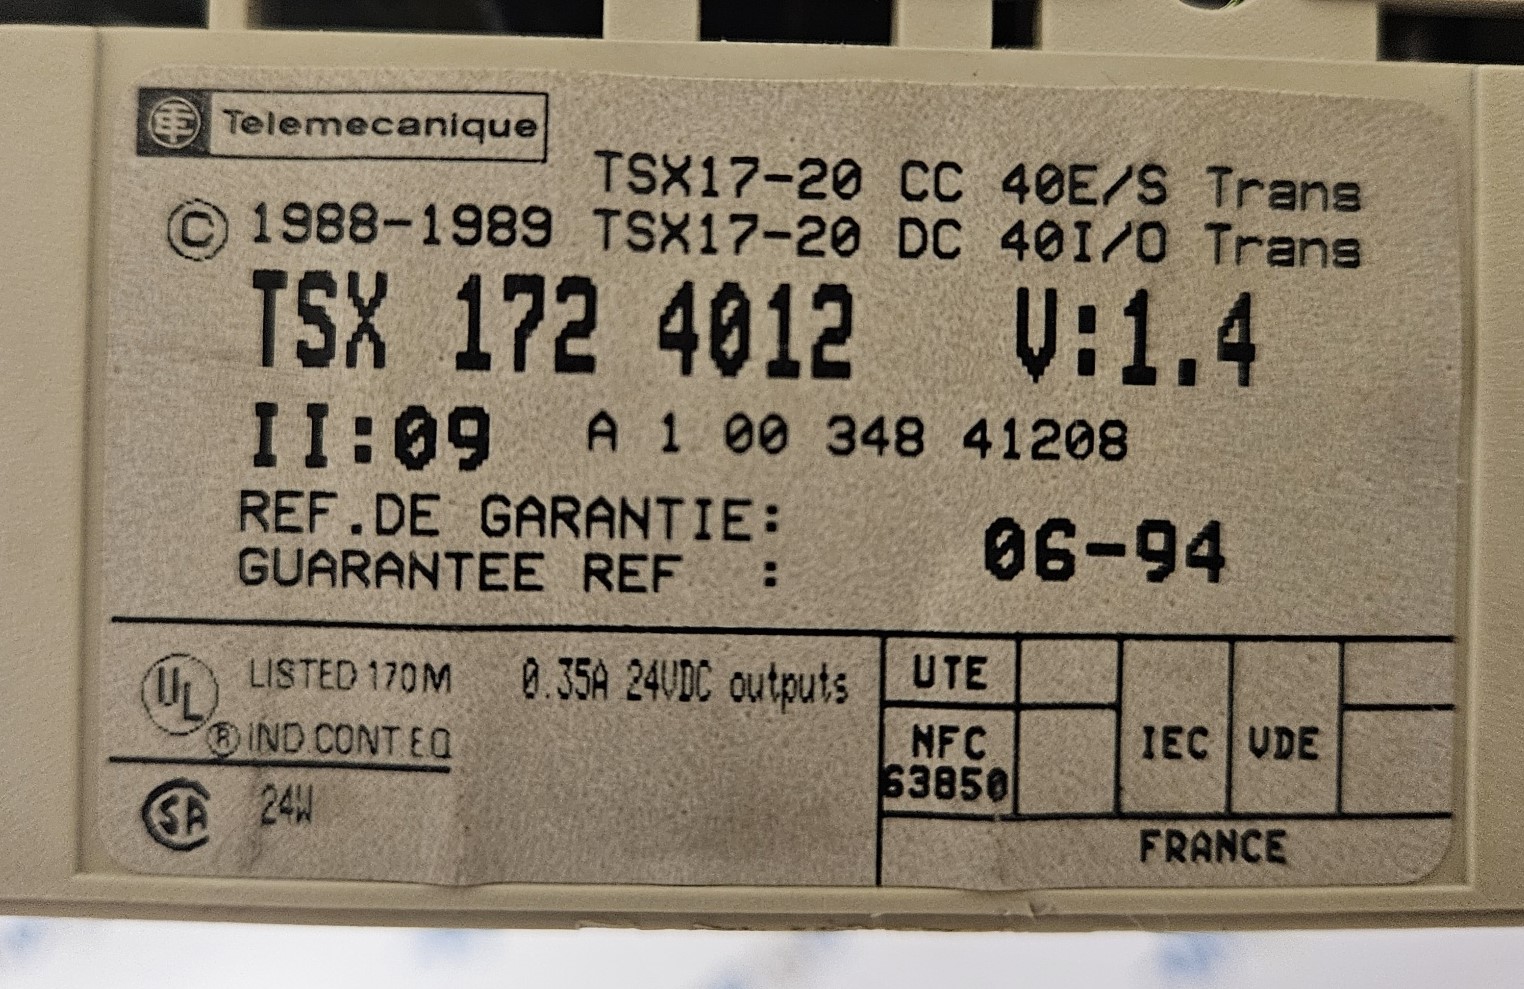 Telemecanique
TSX17-20 CC 40E/S Trans
© 1988-1989 TSX17-20 DC 40I/O Trans
TSX 172 4012 V:1.4
II:09 A 1 00 348 41208
REF.DE GARANTIE:
GUARANTEE REF : 06-94
UL LISTED 170M 0.35A 24VDC outputs
® IND.CONT EQ
SA 24W
UTE
NFC IEC VDE
63850
FRANCE